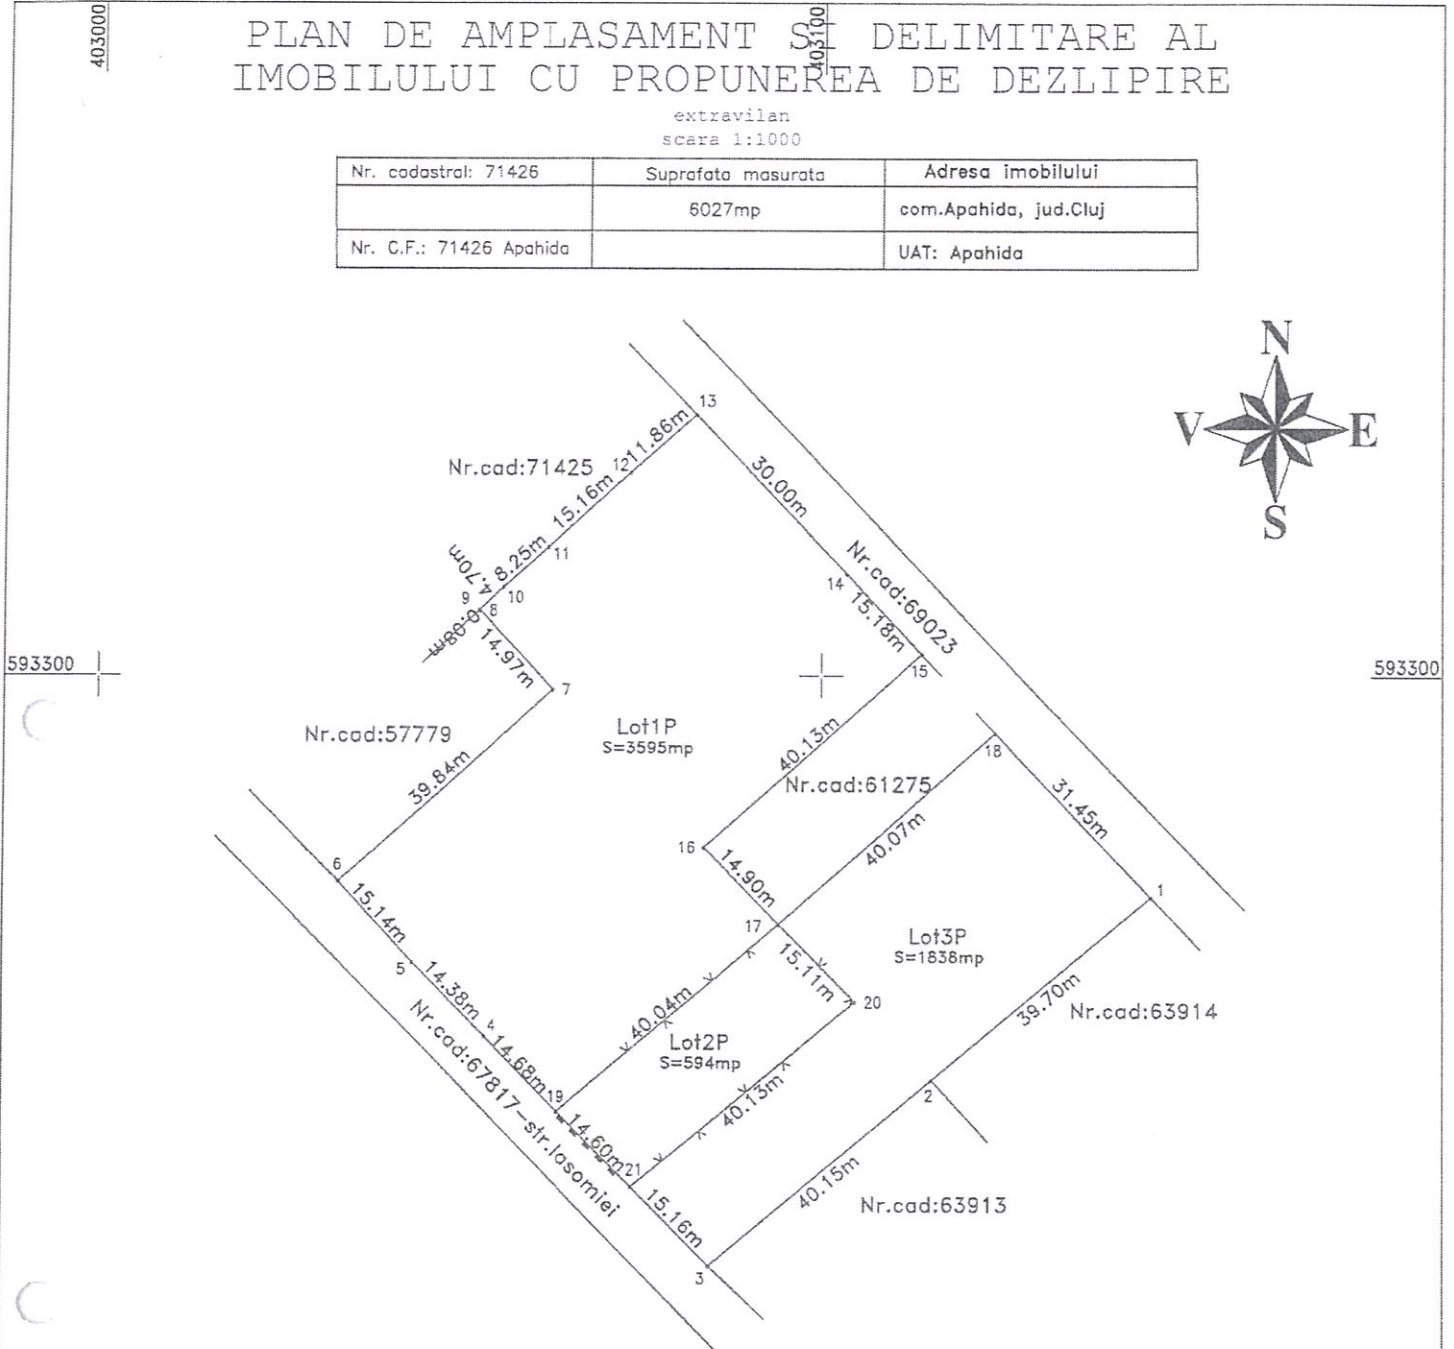 403000
403100
PLAN DE AMPLASAMENT SI DELIMITARE AL
IMOBILULUI CU PROPUNEREA DE DEZLIPIRE
extravilan
scara 1:1000
Nr. cadastral: 71426
Suprafata masurata
Adresa imobilului
6027mp
com.Apahida, jud.Cluj
Nr. C.F.: 71426 Apahida
UAT: Apahida
N
V
E
S
13
11.86m
12
Nr.cad:71425
15.16m
30.00m
11
8.25m
4.70m
10
9
8
0.08m
14.97m
7
14
15.18m
Nr.cad:69023
15
593300
593300
Nr.cad:57779
39.84m
Lot1P
S=3595mp
40.13m
18
Nr.cad:61275
31.45m
40.07m
16
14.90m
6
15.14m
1
17
15.11m
Lot3P
S=1838mp
5
14.38m
40.04m
20
39.70m
Nr.cad:63914
4
14.68m
Lot2P
S=594mp
40.13m
Nr.cad:67817-str.Iasomiei
19
14.60m
2
21
15.16m
40.15m
Nr.cad:63913
3